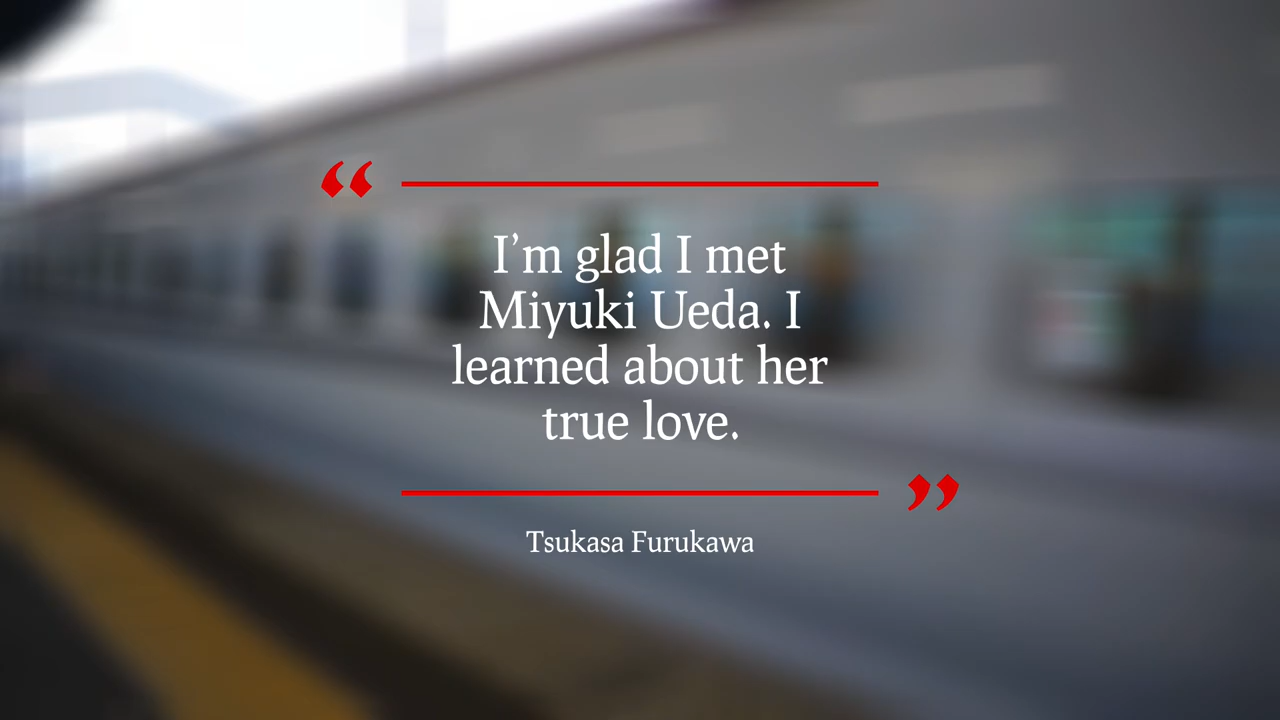 “
I’m glad I met
Miyuki Ueda. I
learned about her
true love.
”
Tsukasa Furukawa